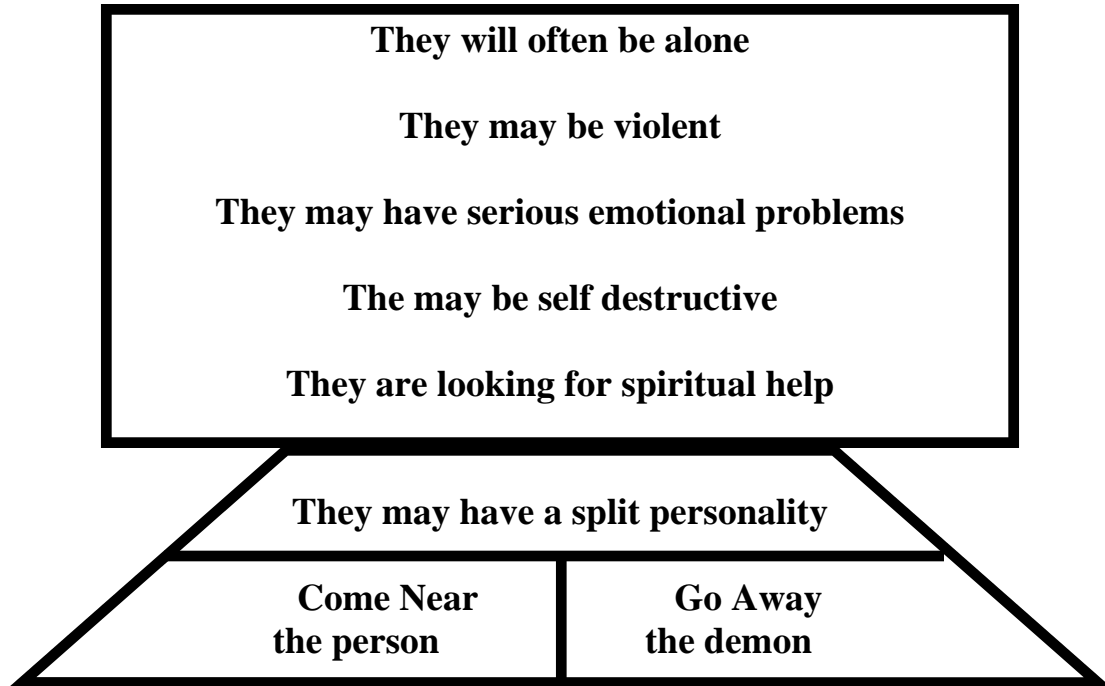 They will often be alone
They may be violent
They may have serious emotional problems
The may be self destructive
They are looking for spiritual help
They may have a split personality
Come Near
the person
Go Away
the demon